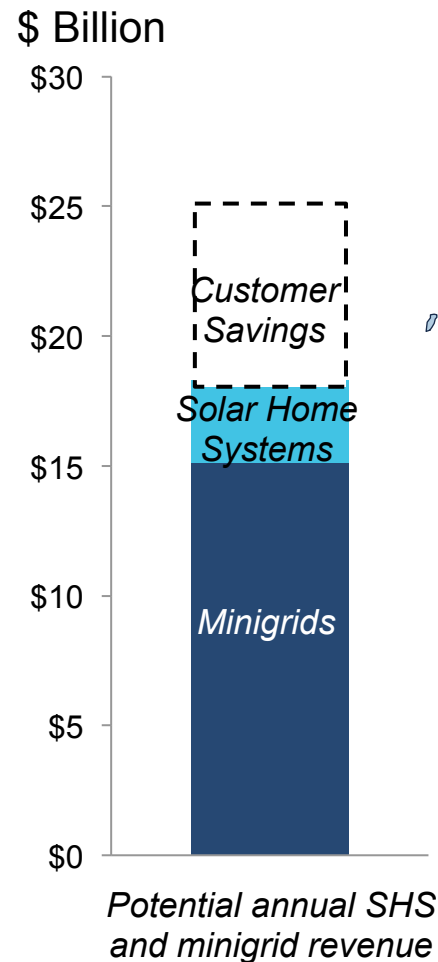 $ Billion
$30
$25
Customer
Savings
$20
Solar Home
Systems
$15
Minigrids
$10
$5
$0
Potential annual SHS
and minigrid revenue